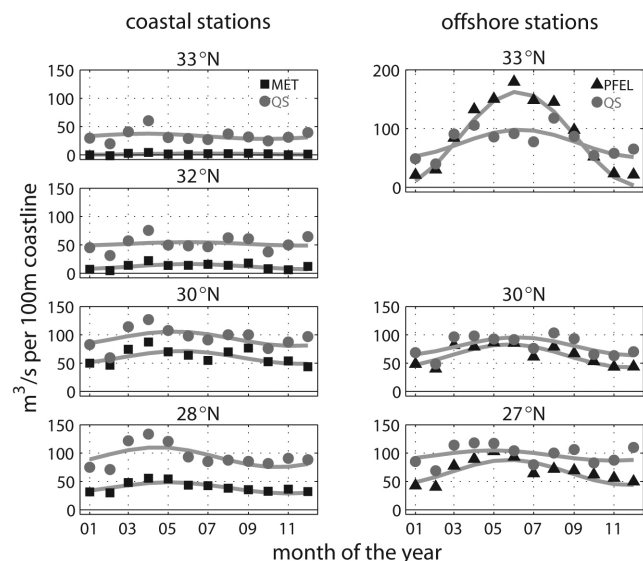 coastal stations
offshore stations
33°N
33°N
150
100
50
0
MET
QS
200
100
0
PFEL
QS
32°N
150
100
50
0
30°N
30°N
150
100
50
0
150
100
50
0
28°N
27°N
150
100
50
0
150
100
50
0
01 03 05 07 09 11
01 03 05 07 09 11
month of the year
m³/s per 100m coastline